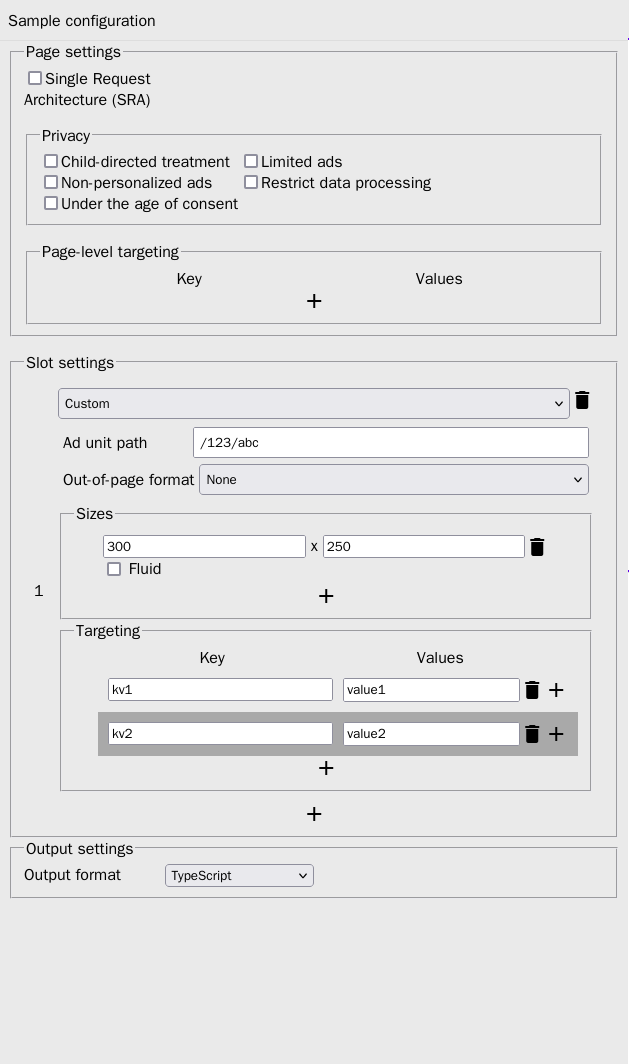 Sample configuration
Page settings
Single Request
Architecture (SRA)
Privacy
Child-directed treatment Limited ads
Non-personalized ads Restrict data processing
Under the age of consent
Page-level targeting
Key Values
+
Slot settings
Custom
Ad unit path /123/abc
Out-of-page format None
Sizes
300 x 250
Fluid
1
+
Targeting
Key Values
kv1 value1 +
kv2 value2 +
+
+
Output settings
Output format TypeScript